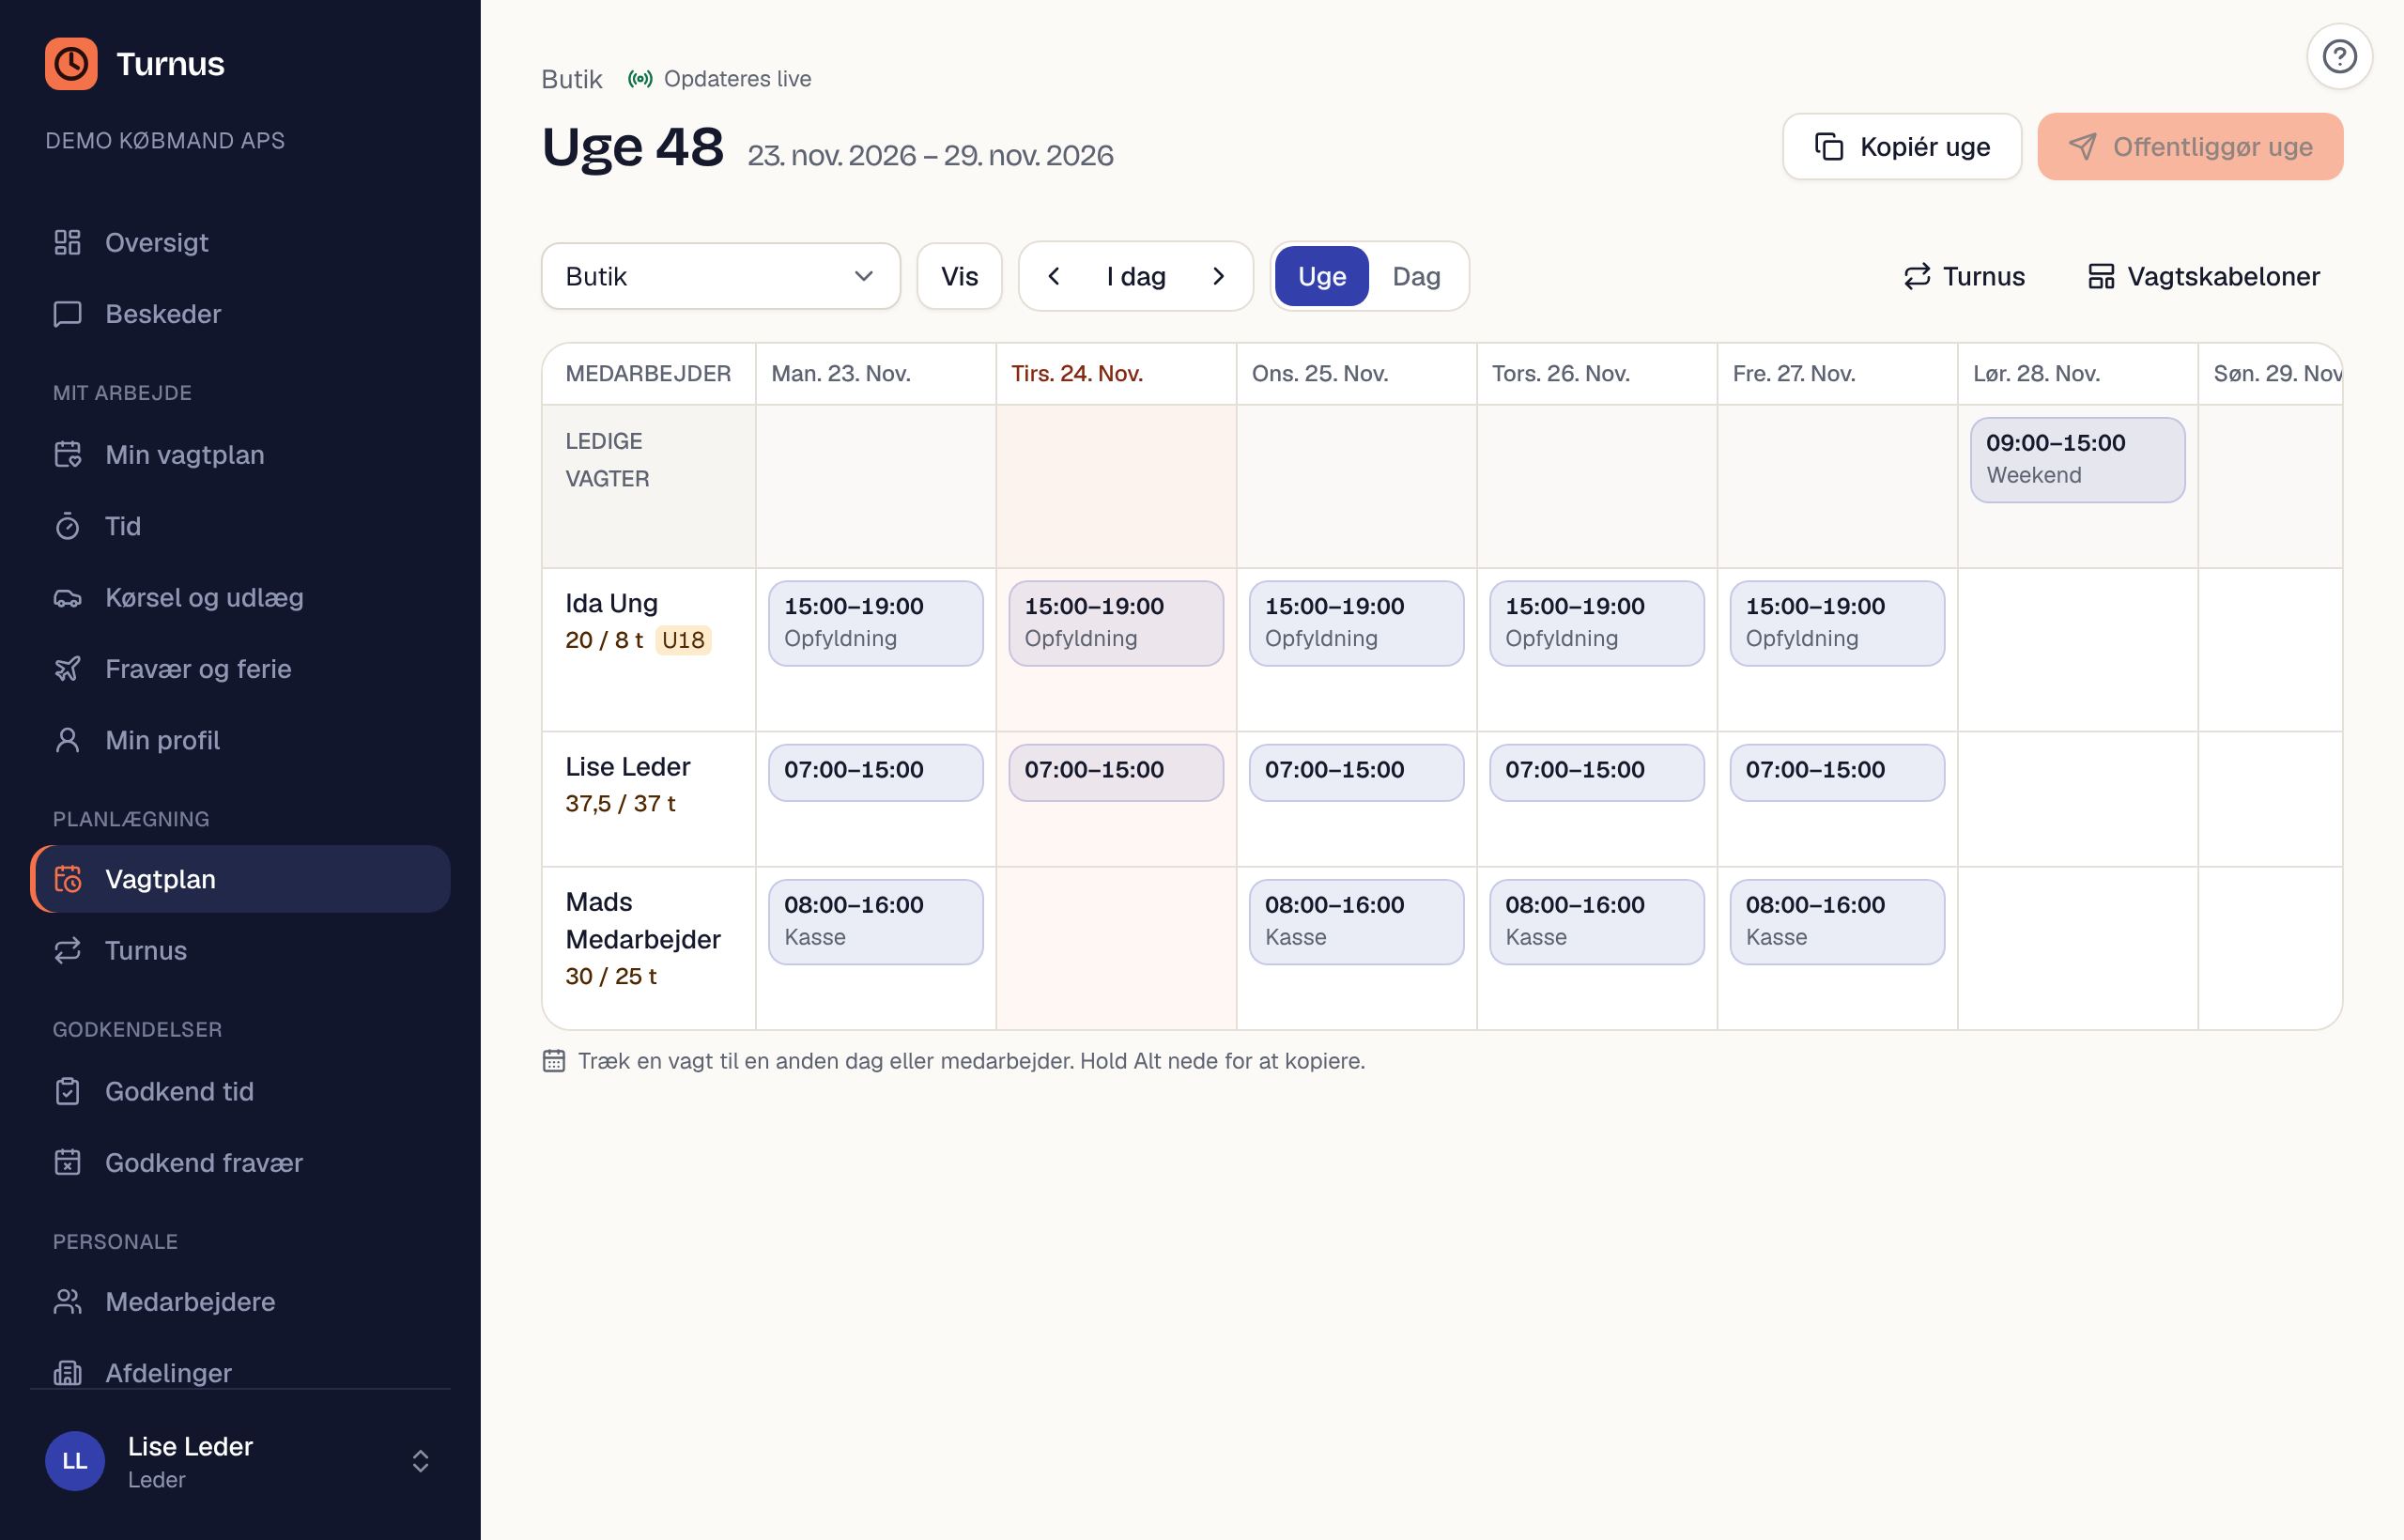 Turnus
DEMO KØBMAND APS
Oversigt
Beskeder
MIT ARBEJDE
Min vagtplan
Tid
Kørsel og udlæg
Fravær og ferie
Min profil
PLANLÆGNING
Vagtplan
Turnus
GODKENDELSER
Godkend tid
Godkend fravær
PERSONALE
Medarbejdere
Afdelinger
LL
Lise Leder
Leder
Butik Opdateres live
Uge 48 23. nov. 2026 – 29. nov. 2026
Kopiér uge Offentliggør uge
Butik Vis I dag Uge Dag Turnus Vagtskabeloner
MEDARBEJDER Man. 23. Nov. Tirs. 24. Nov. Ons. 25. Nov. Tors. 26. Nov. Fre. 27. Nov. Lør. 28. Nov. Søn. 29. Nov
LEDIGE
VAGTER
09:00–15:00
Weekend
Ida Ung
20 / 8 t U18
15:00–19:00 15:00–19:00 15:00–19:00 15:00–19:00 15:00–19:00
Opfyldning Opfyldning Opfyldning Opfyldning Opfyldning
Lise Leder
37,5 / 37 t
07:00–15:00 07:00–15:00 07:00–15:00 07:00–15:00 07:00–15:00
Mads
Medarbejder
30 / 25 t
08:00–16:00 08:00–16:00 08:00–16:00 08:00–16:00
Kasse Kasse Kasse Kasse
Træk en vagt til en anden dag eller medarbejder. Hold Alt nede for at kopiere.